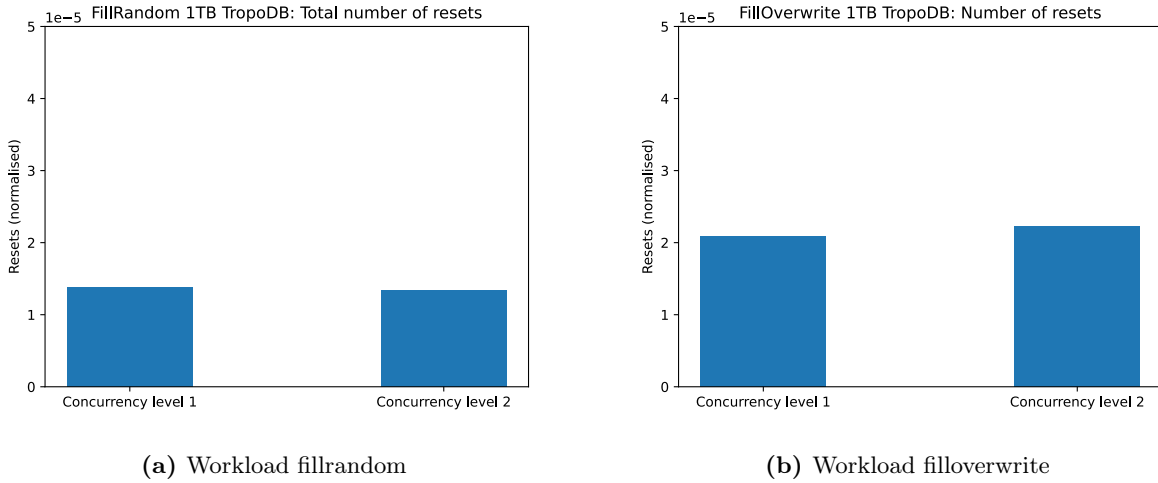 FillRandom 1TB TropoDB: Total number of resets
1e−5
5
4
3
2
1
0
Resets (normalised)
Concurrency level 1
Concurrency level 2
(a) Workload fillrandom
FillOverwrite 1TB TropoDB: Number of resets
1e−5
5
4
3
2
1
0
Resets (normalised)
Concurrency level 1
Concurrency level 2
(b) Workload filloverwrite